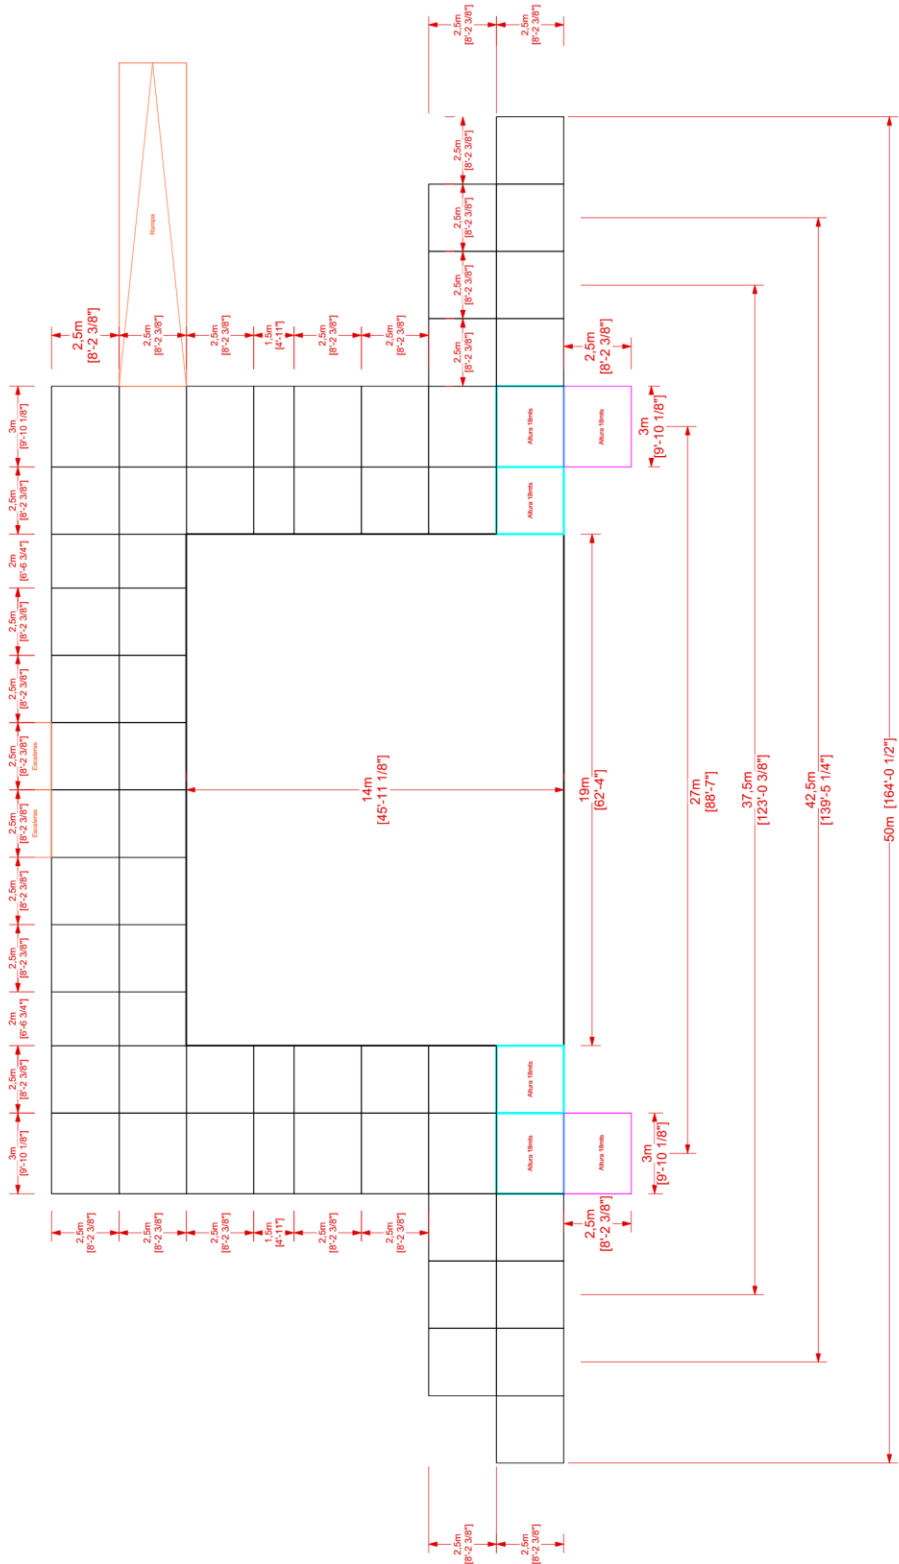 2,5m
[8'-2 3/8"]
2,5m
[8'-2 3/8"]
2,5m
[8'-2 3/8"]
2,5m
[8'-2 3/8"]
2,5m
[8'-2 3/8"]
2,5m
[8'-2 3/8"]
Rampa
2,5m
[8'-2 3/8"]
2,5m
[8'-2 3/8"]
2,5m
[8'-2 3/8"]
1,5m
[4'-11"]
2,5m
[8'-2 3/8"]
2,5m
[8'-2 3/8"]
2,5m
[8'-2 3/8"]
3m
[9'-10 1/8"]
2,5m
[8'-2 3/8"]
2m
[6'-6 3/4"]
2,5m
[8'-2 3/8"]
2,5m
[8'-2 3/8"]
2,5m
[8'-2 3/8"]
2,5m
[8'-2 3/8"]
2,5m
[8'-2 3/8"]
2,5m
[8'-2 3/8"]
2m
[6'-6 3/4"]
2,5m
[8'-2 3/8"]
3m
[9'-10 1/8"]
Escaleras
Escaleras
Altura 18mts
Altura 18mts
Altura 18mts
3m
[9'-10 1/8"]
14m
[45'-11 1/8"]
19m
[62'-4"]
27m
[88'-7"]
37,5m
[123'-0 3/8"]
42,5m
[139'-5 1/4"]
50m [164'-0 1/2"]
Altura 18mts
Altura 18mts
Altura 18mts
3m
[9'-10 1/8"]
2,5m
[8'-2 3/8"]
2,5m
[8'-2 3/8"]
2,5m
[8'-2 3/8"]
1,5m
[4'-11"]
2,5m
[8'-2 3/8"]
2,5m
[8'-2 3/8"]
2,5m
[8'-2 3/8"]
2,5m
[8'-2 3/8"]
2,5m
[8'-2 3/8"]